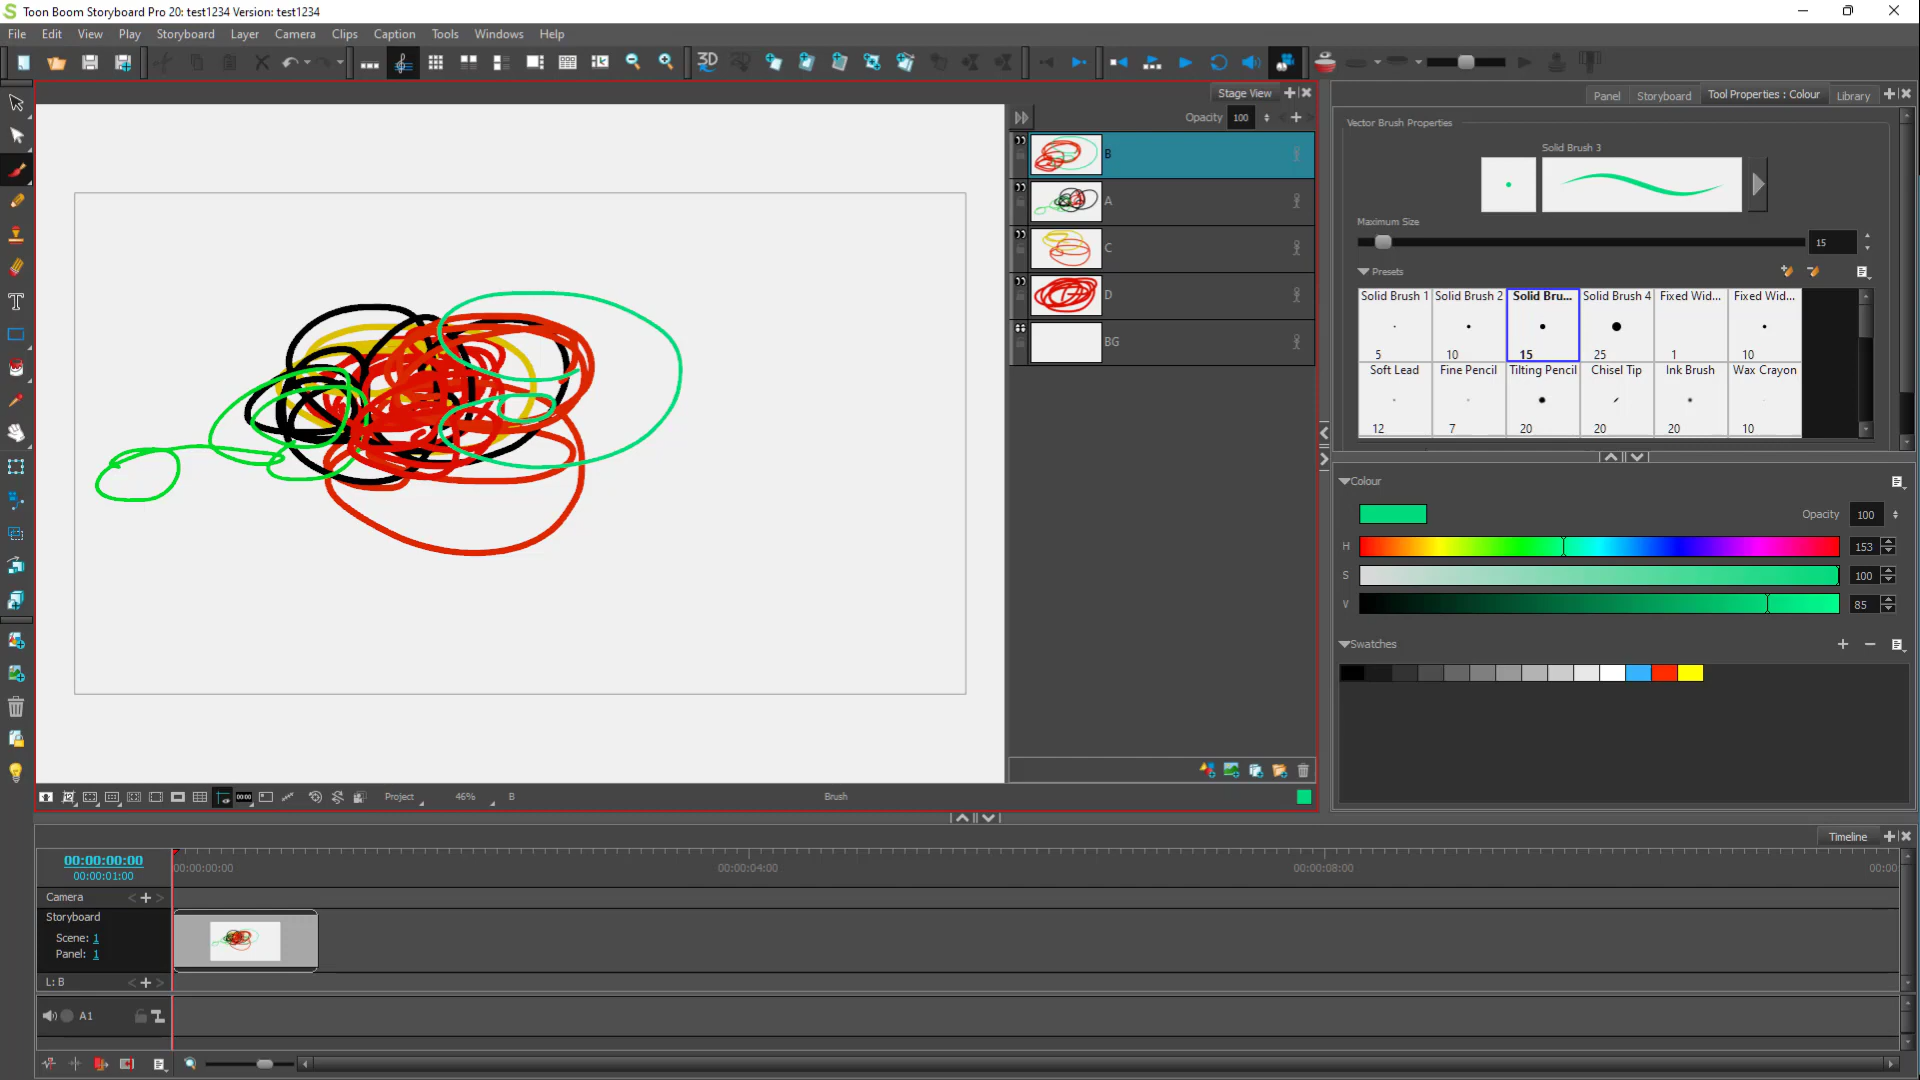 Toon Boom Storyboard Pro 20: test1234 Version: test1234
File Edit View Play Storyboard Layer Camera Clips Caption Tools Windows Help
3D
Stage View
Opacity 100
B
A
C
D
BG
Project 46% B Brush
Panel Storyboard Tool Properties : Colour Library
Vector Brush Properties
Solid Brush 3
Maximum Size
15
Presets
Solid Brush 1 Solid Brush 2 Solid Bru... Solid Brush 4 Fixed Wid... Fixed Wid...
5 10 15 25 1 10
Soft Lead Fine Pencil Tilting Pencil Chisel Tip Ink Brush Wax Crayon
12 7 20 20 20 10
Colour
Opacity 100
H 153
S 100
V 85
Swatches
Timeline
00:00:00:00
00:00:01:00
00:00:00:00 00:00:04:00 00:00:08:00 00:00
Camera
Storyboard
Scene: 1
Panel: 1
L: B
A1